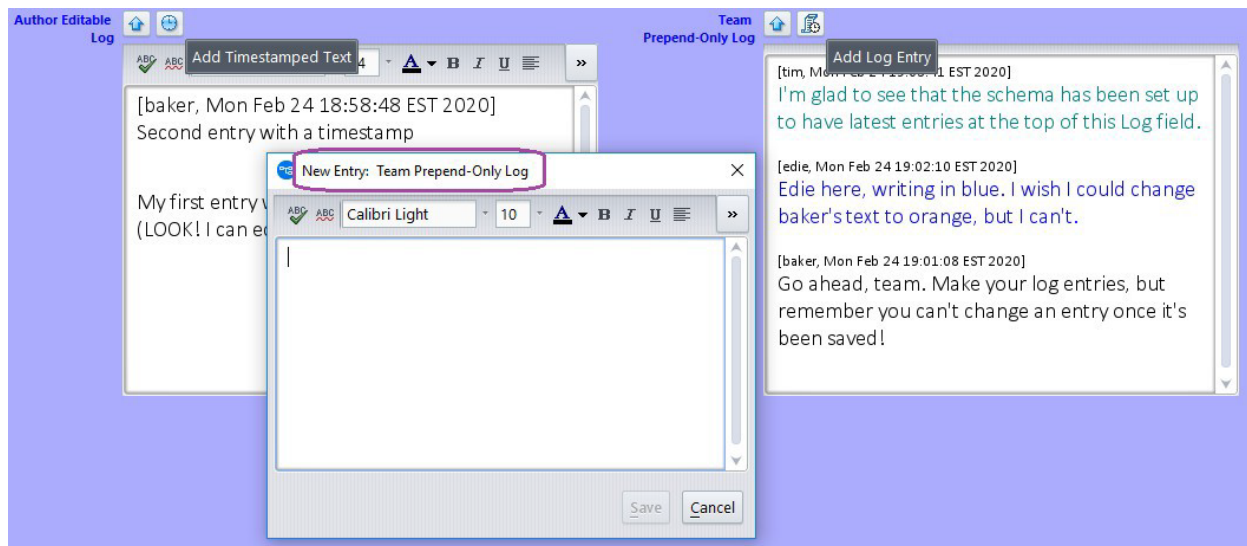 Author Editable
Log
Add Timestamped Text
ABC ABC
B I U
»
[baker, Mon Feb 24 18:58:48 EST 2020]
Second entry with a timestamp
My first entry
(LOOK! I can
New Entry: Team Prepend-Only Log
ABC ABC Calibri Light 10 A B I U »
Save Cancel
Team
Prepend-Only Log
Add Log Entry
[tim, EST 2020]
I'm glad to see that the schema has been set up
to have latest entries at the top of this Log field.
[edie, Mon Feb 24 19:02:10 EST 2020]
Edie here, writing in blue. I wish I could change
baker's text to orange, but I can't.
[baker, Mon Feb 24 19:01:08 EST 2020]
Go ahead, team. Make your log entries, but
remember you can't change an entry once it's
been saved!